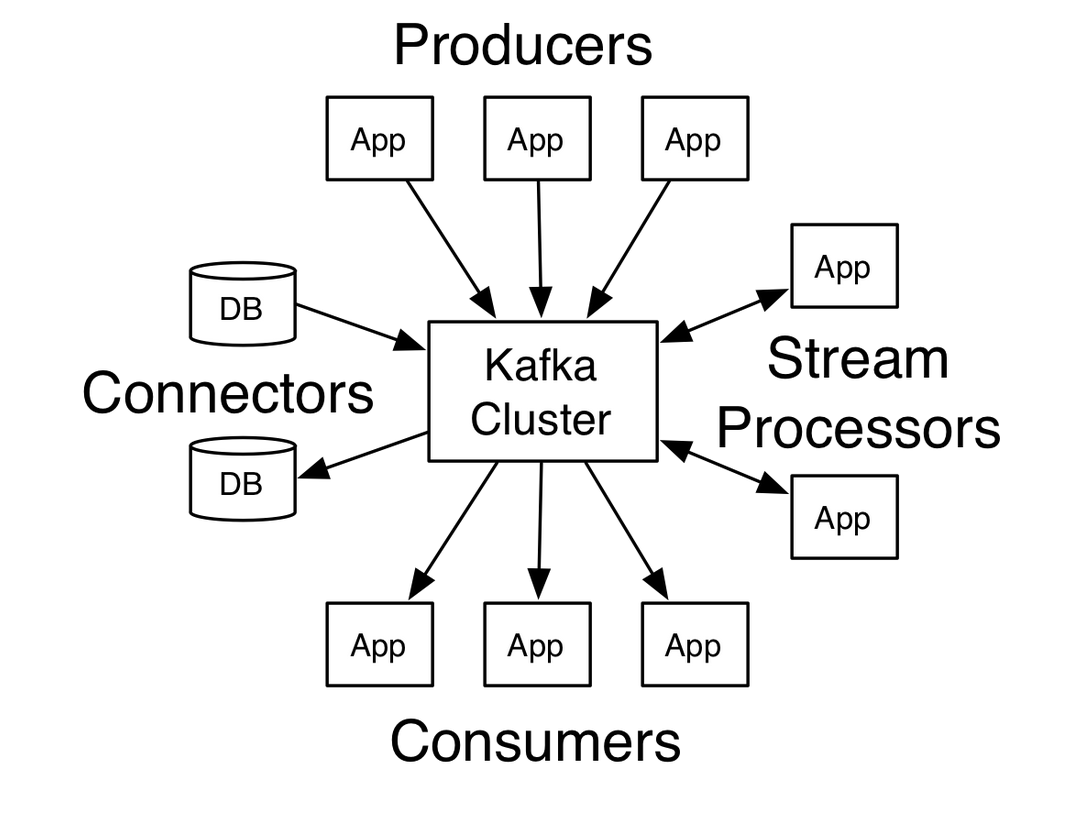 Producers
App
App
App
App
DB
Kafka
Cluster
Stream
Processors
Connectors
DB
App
App
App
App
Consumers